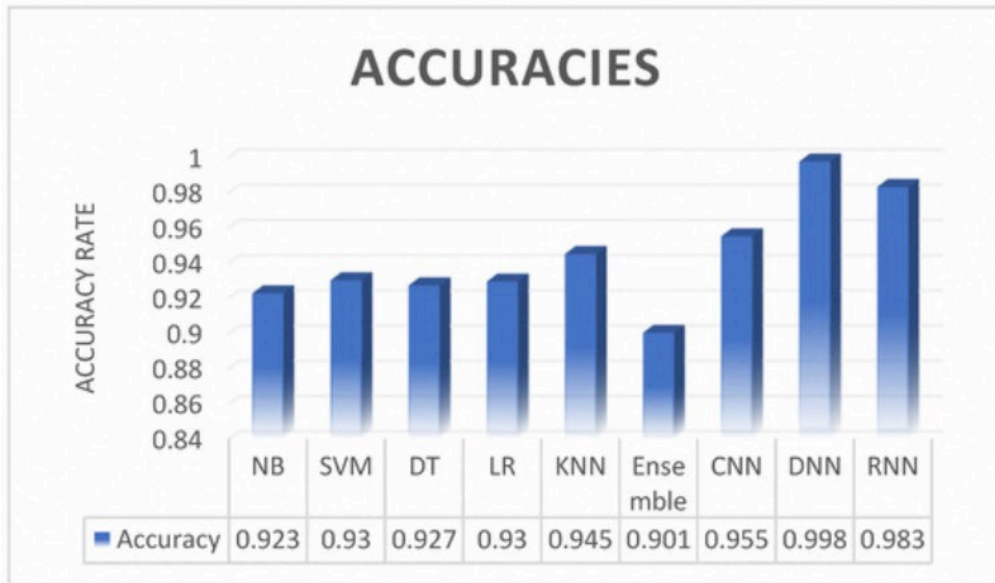 ACCURACIES
ACCURACY RATE
1
0.98
0.96
0.94
0.92
0.9
0.88
0.86
0.84
NB SVM DT LR KNN Ense CNN DNN RNN
mble
Accuracy 0.923 0.93 0.927 0.93 0.945 0.901 0.955 0.998 0.983